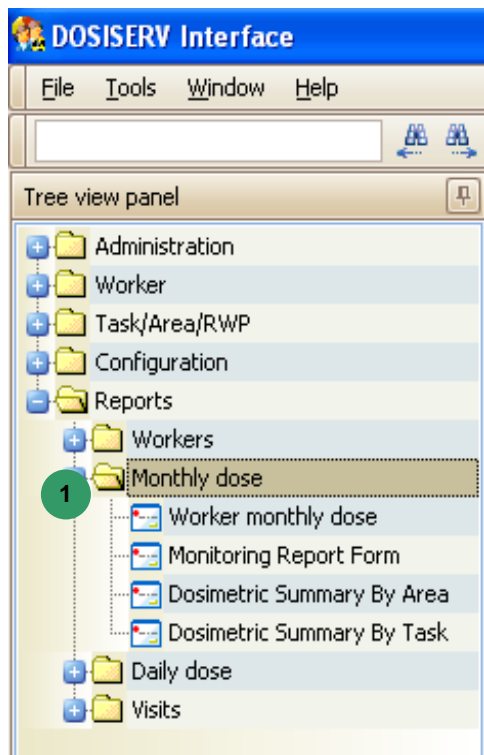 DOSISERV Interface
File Tools Window Help
Tree view panel
Administration
Worker
Task/Area/RWP
Configuration
Reports
Workers
1 Monthly dose
Worker monthly dose
Monitoring Report Form
Dosimetric Summary By Area
Dosimetric Summary By Task
Daily dose
Visits